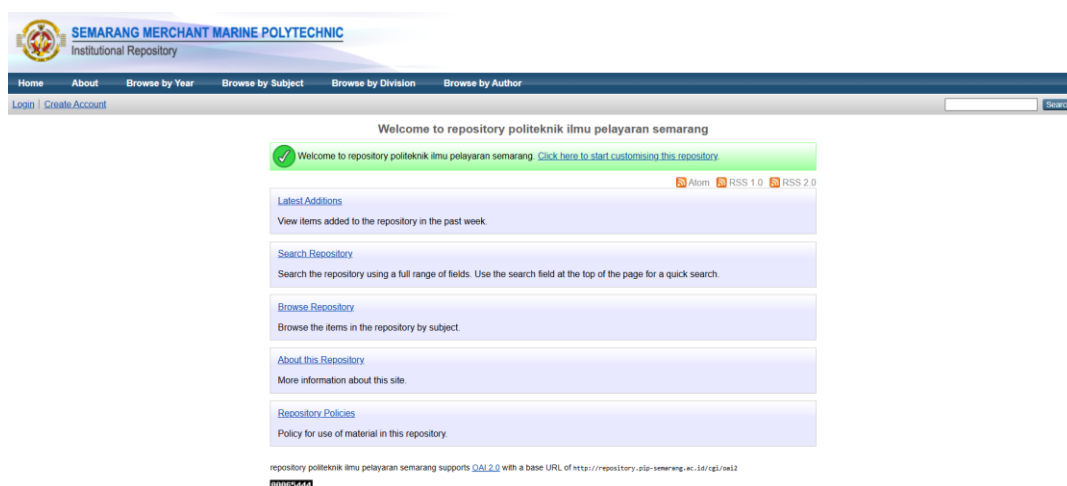 SEMARANG MERCHANT MARINE POLYTECHNIC
Institutional Repository
Home About Browse by Year Browse by Subject Browse by Division Browse by Author
Login | Create Account Search
Welcome to repository politeknik ilmu pelayaran semarang
Welcome to repository politeknik ilmu pelayaran semarang. Click here to start customising this repository.
Atom RSS 1.0 RSS 2.0
Latest Additions
View items added to the repository in the past week.
Search Repository
Search the repository using a full range of fields. Use the search field at the top of the page for a quick search.
Browse Repository
Browse the items in the repository by subject.
About this Repository
More information about this site.
Repository Policies
Policy for use of material in this repository.
repository politeknik ilmu pelayaran semarang supports OAI 2.0 with a base URL of http://repository.pip-semarang.ac.id/cgi/oai2